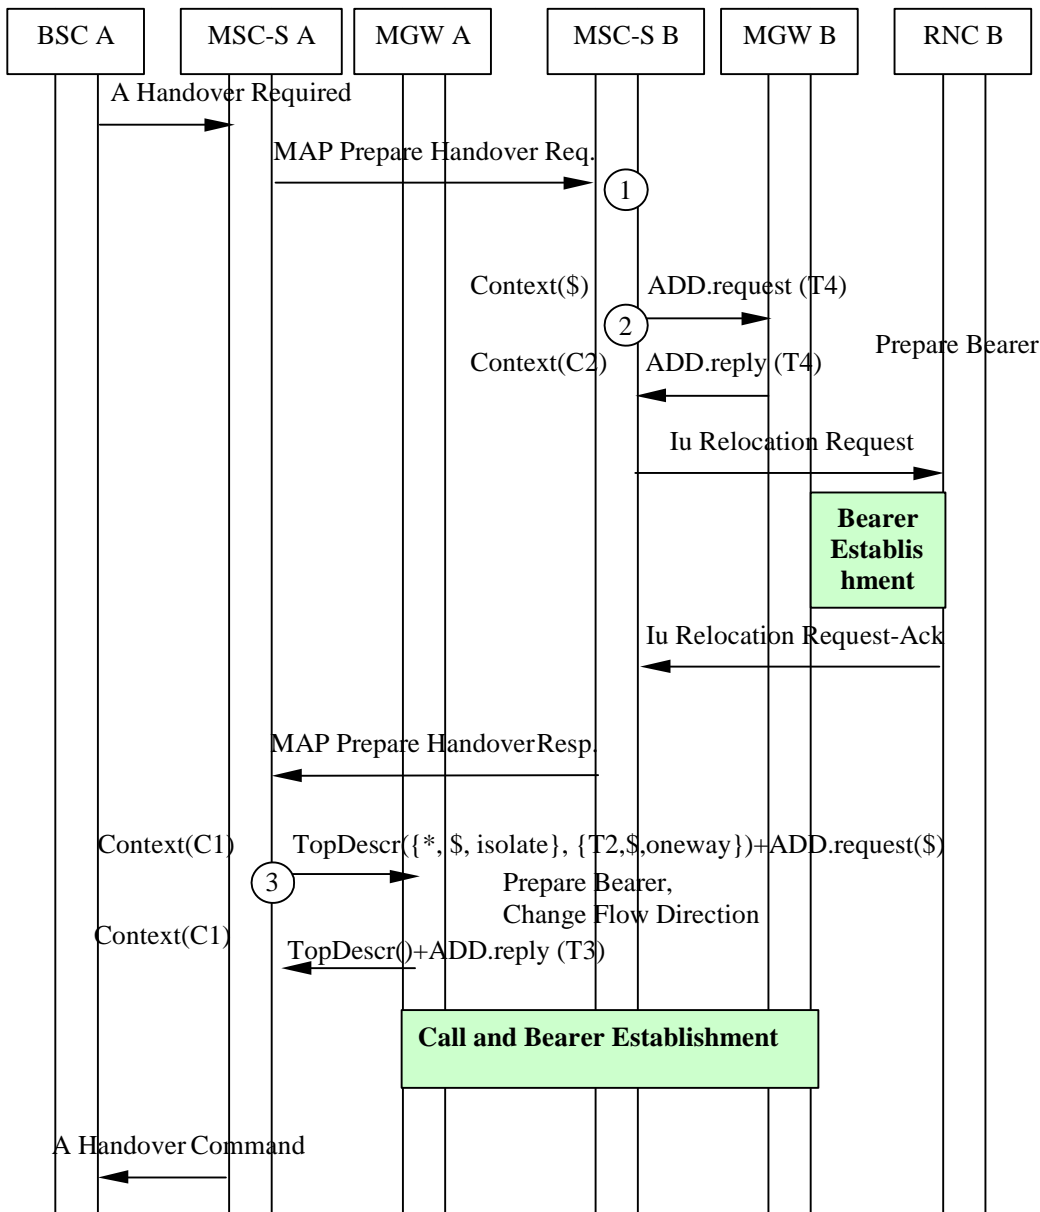 BSC A MSC-S A MGW A MSC-S B MGW B RNC B
A Handover Required
MAP Prepare Handover Req.
1
Context($) ADD.request (T4)
2
Prepare Bearer
Context(C2) ADD.reply (T4)
Iu Relocation Request
Bearer
Establis
hment
Iu Relocation Request-Ack
MAP Prepare Handover Resp.
Context(C1) TopDescr({*, $, isolate}, {T2,$,oneway})+ADD.request($)
3
Prepare Bearer,
Change Flow Direction
Context(C1)
TopDescr()+ADD.reply (T3)
Call and Bearer Establishment
A Handover Command